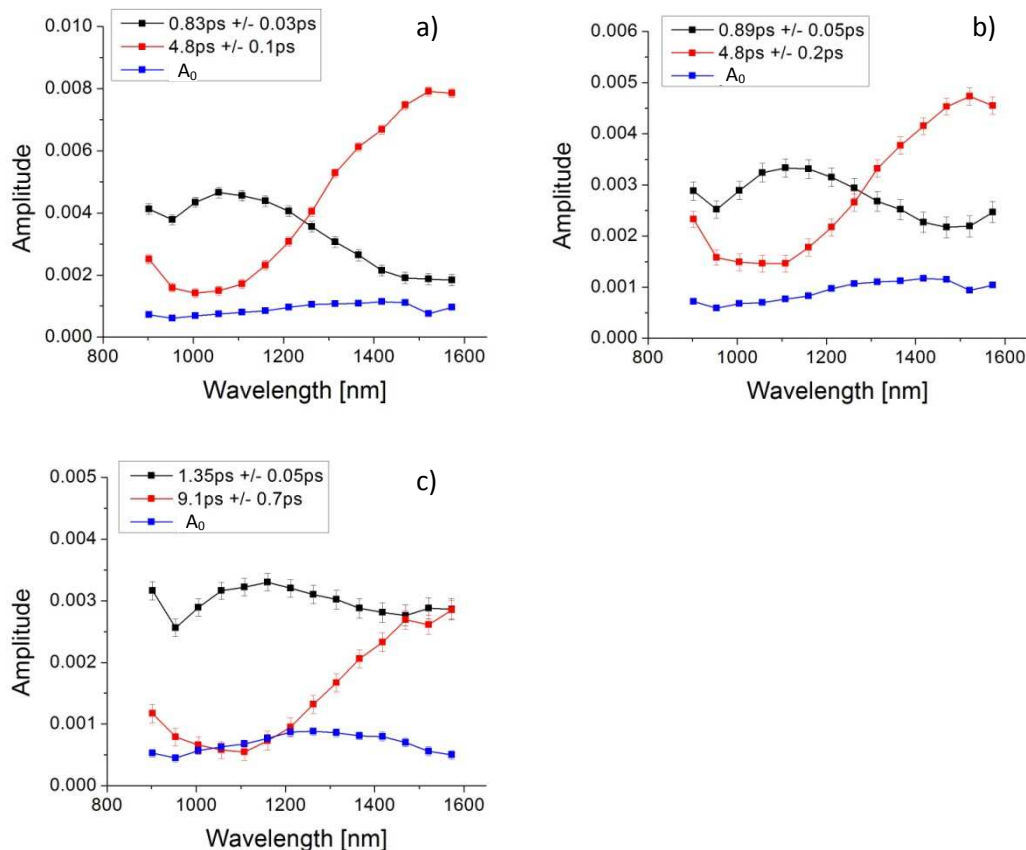 0.83ps +/- 0.03ps
4.8ps +/- 0.1ps
A₀
a)
0.010
0.008
0.006
0.004
0.002
0.000
Amplitude
800 1000 1200 1400 1600
Wavelength [nm]
0.89ps +/- 0.05ps
4.8ps +/- 0.2ps
A₀
b)
0.006
0.005
0.004
0.003
0.002
0.001
0.000
Amplitude
800 1000 1200 1400 1600
Wavelength [nm]
1.35ps +/- 0.05ps
9.1ps +/- 0.7ps
A₀
c)
0.005
0.004
0.003
0.002
0.001
0.000
Amplitude
800 1000 1200 1400 1600
Wavelength [nm]